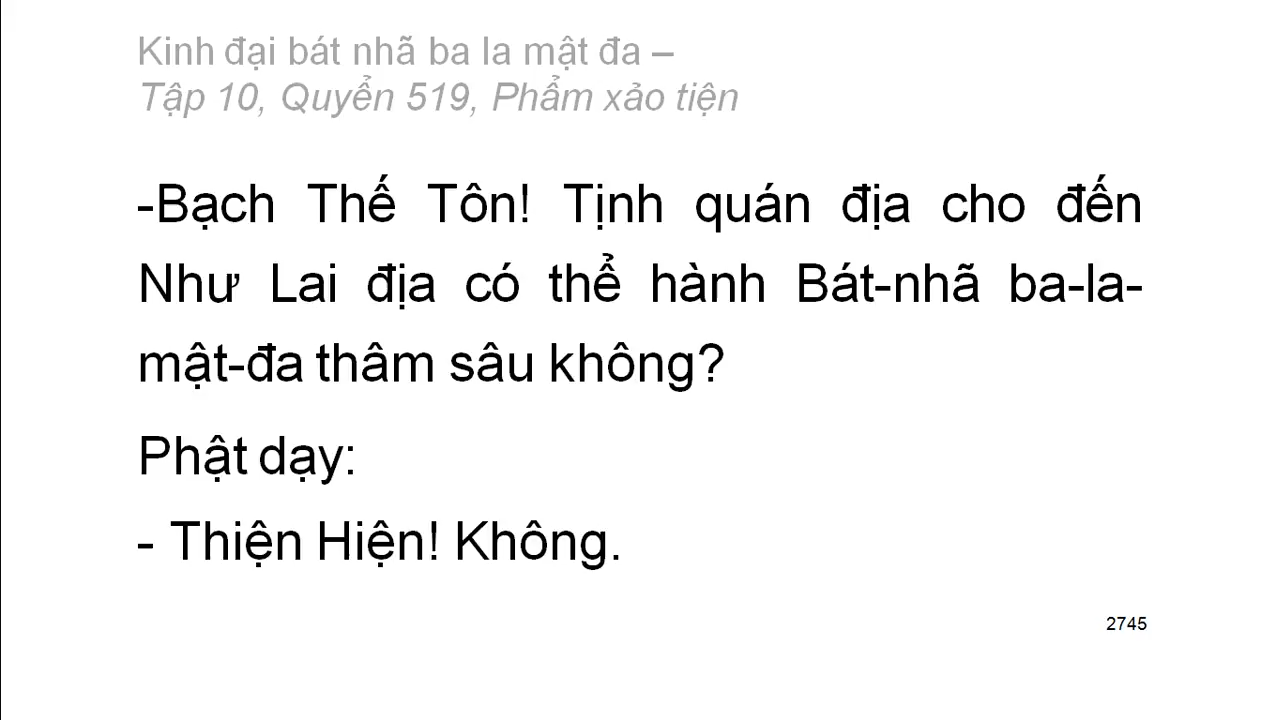 Kinh đại bát nhã ba la mật đa –
Tập 10, Quyển 519, Phẩm xảo tiện
-Bạch Thế Tôn! Tịnh quán địa cho đến
Như Lai địa có thể hành Bát-nhã ba-la-
mật-đa thâm sâu không?
Phật dạy:
- Thiện Hiện! Không.
2745